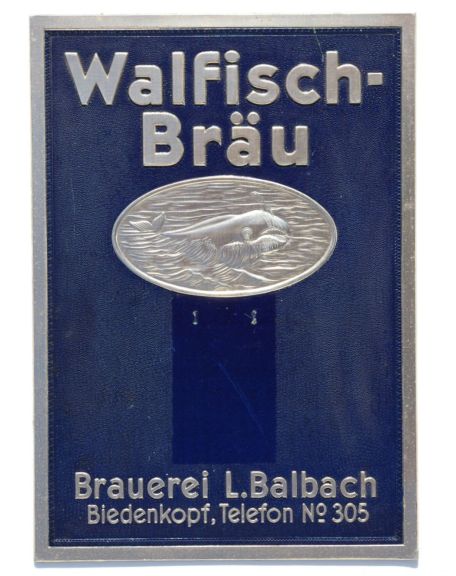 Walfisch-
Bräu
Brauerei L.Balbach
Biedenkopf, Telefon Nº 305